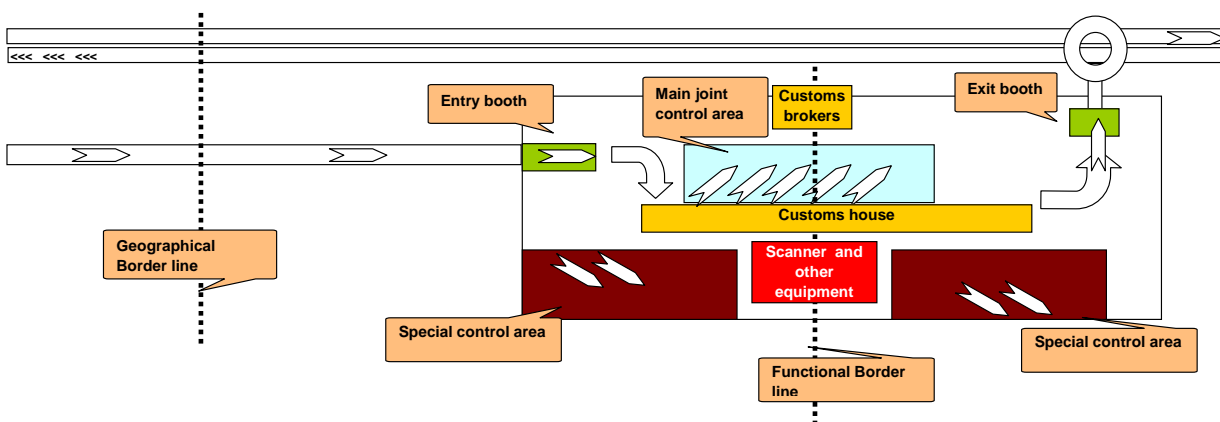 <<< <<< <<<
Entry booth
Main joint
control area
Customs
brokers
Exit booth
Customs house
Geographical
Border line
Scanner and
other
equipment
Special control area
Special control area
Functional Border
line